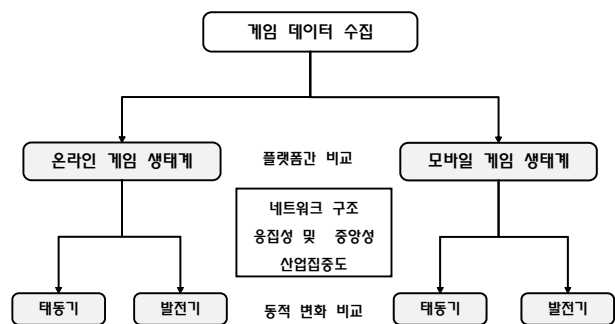 게임 데이터 수집
온라인 게임 생태계
플랫폼간 비교
모바일 게임 생태계
네트워크 구조
응집성 및 중앙성
산업집중도
태동기
발전기
동적 변화 비교
태동기
발전기